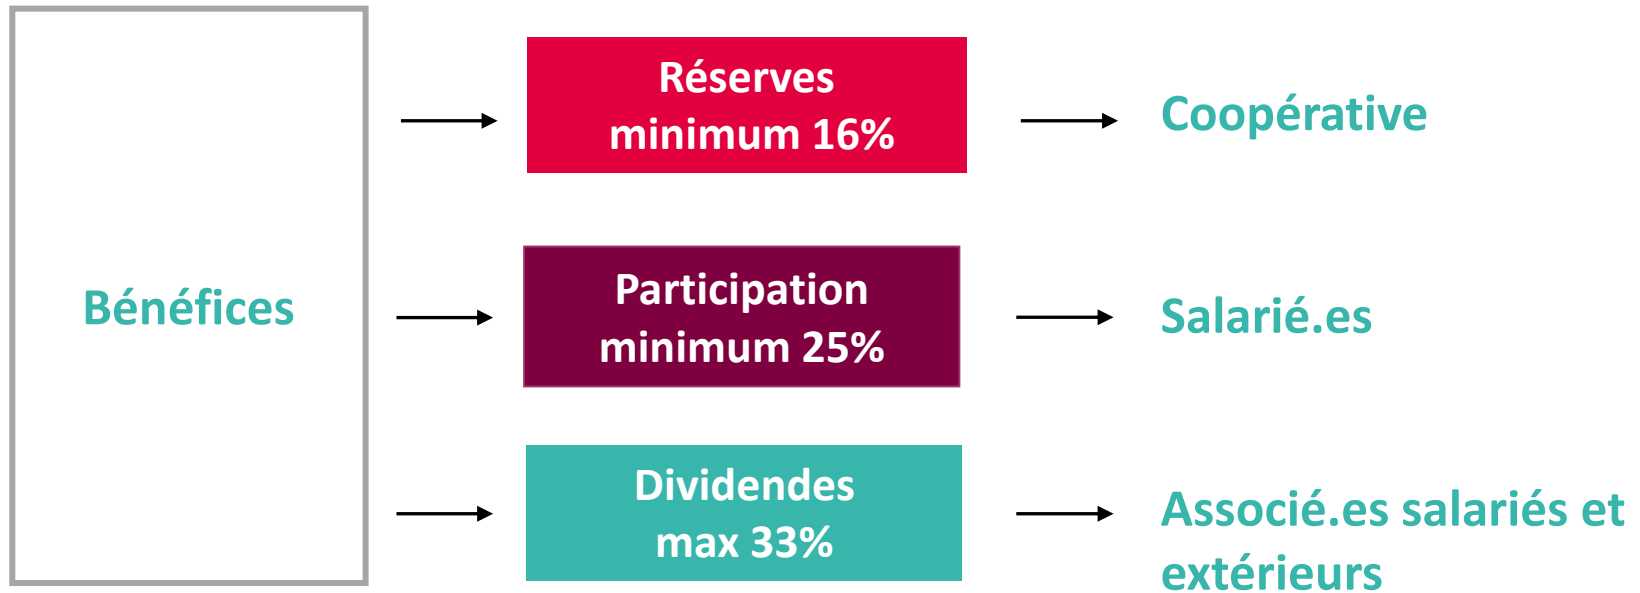 Bénéfices
Réserves
minimum 16%
Coopérative
Participation
minimum 25%
Salarié.es
Dividendes
max 33%
Associé.es salariés et
extérieurs